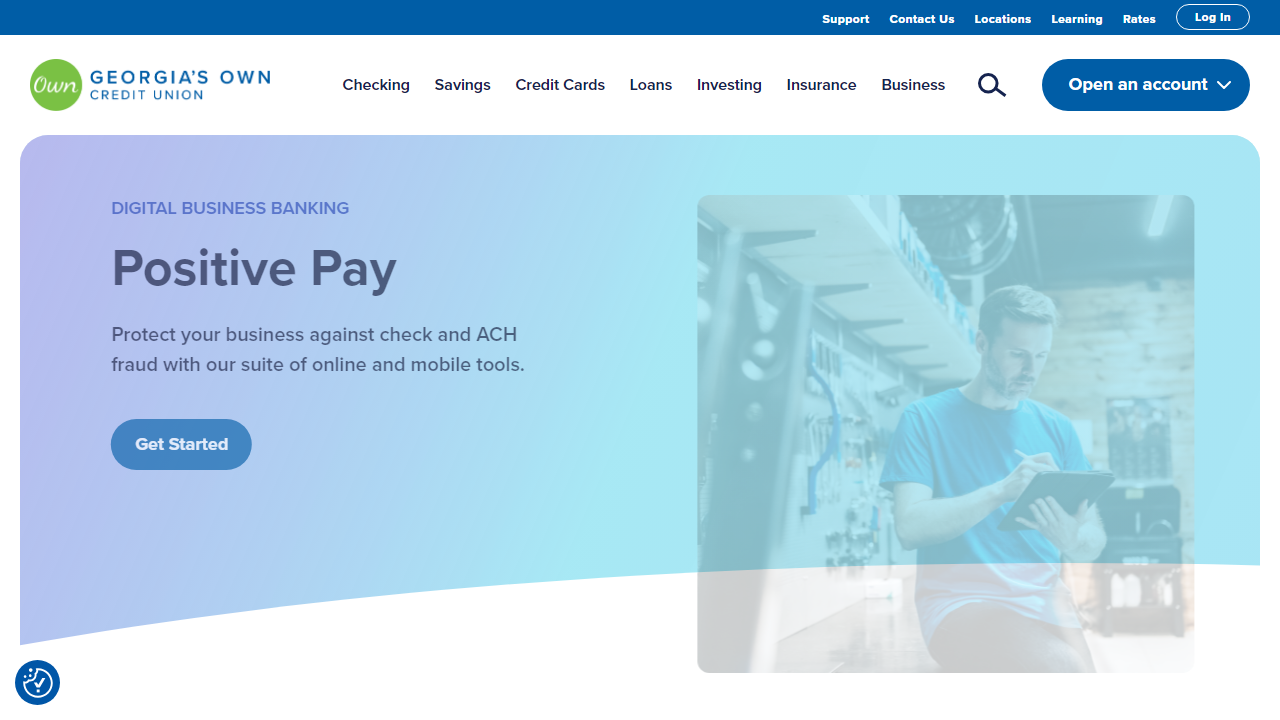 Support Contact Us Locations Learning Rates Log In
Own GEORGIA'S OWN
CREDIT UNION
Checking Savings Credit Cards Loans Investing Insurance Business Open an account
DIGITAL BUSINESS BANKING
Positive Pay
Protect your business against check and ACH
fraud with our suite of online and mobile tools.
Get Started